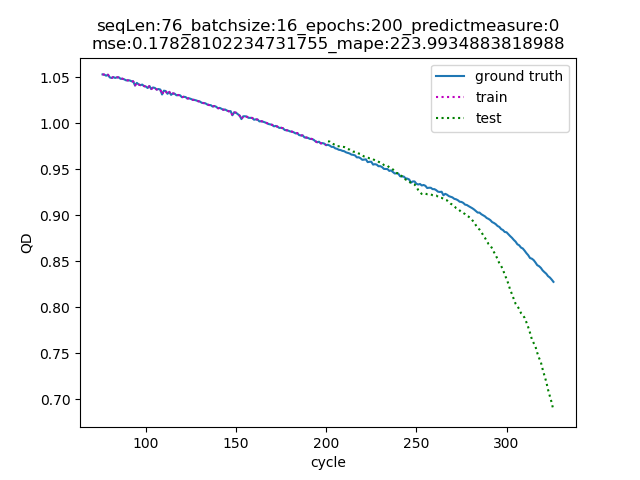 seqLen:76_batchsize:16_epochs:200_predictmeasure:0
mse:0.17828102234731755_mape:223.9934883818988
ground truth
train
test
1.05
1.00
0.95
0.90
0.85
0.80
0.75
0.70
QD
100
150
200
250
300
cycle